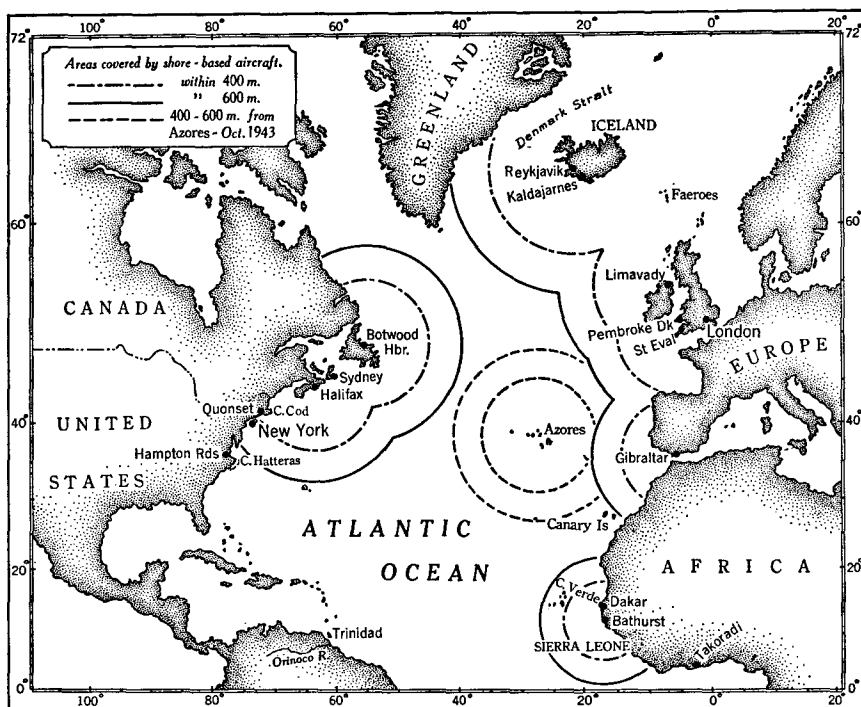 100° 80° 60° 40° 20° 0° 20°
72° 72°
Areas covered by shore - based aircraft.
within 400 m.
" 600 m.
400 - 600 m. from
Azores - Oct. 1943
GREENLAND
Denmark Strait
ICELAND
Reykjavik
Kaldajarnes
Faeroes
60° 60°
Limavady
CANADA
Pembroke Dk
London
St Eval
EUROPE
Botwood
Hbr.
Sydney
Halifax
Quonset
C.Cod
New York
40° 40°
UNITED
STATES
Hampton Rds
C. Hatteras
Azores
Gibraltar
Canary Is
ATLANTIC
OCEAN
AFRICA
20° 20°
C. Verde
Dakar
Bathurst
SIERRA LEONE
Takoradi
Trinidad
Orinoco R.
0° 0°
100° 80° 60° 40° 20° 0° 20°